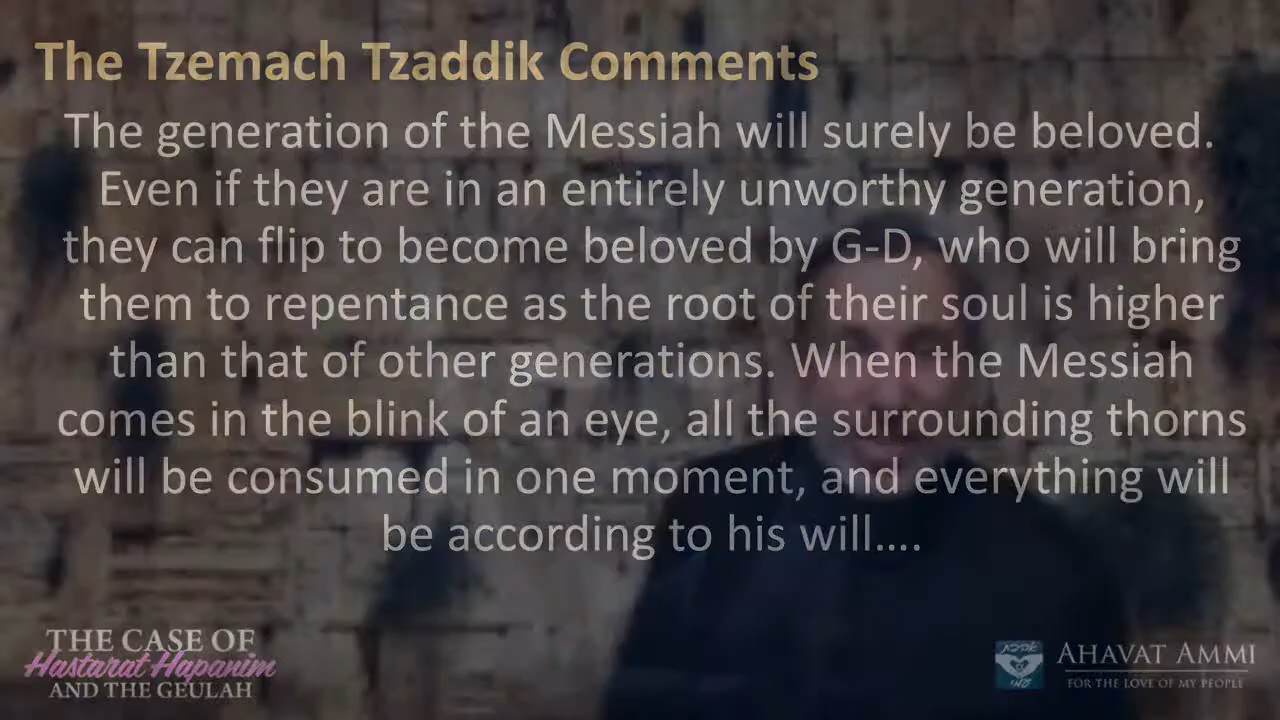 The Tzemach Tzaddik Comments
The generation of the Messiah will surely be beloved.
Even if they are in an entirely unworthy generation,
they can flip to become beloved by G-D, who will bring
them to repentance as the root of their soul is higher
than that of other generations. When the Messiah
comes in the blink of an eye, all the surrounding thorns
will be consumed in one moment, and everything will
be according to his will....
THE CASE OF
Hastarat Hapanim
AND THE GEULAH
AHAVAT AMMI
FOR THE LOVE OF MY PEOPLE